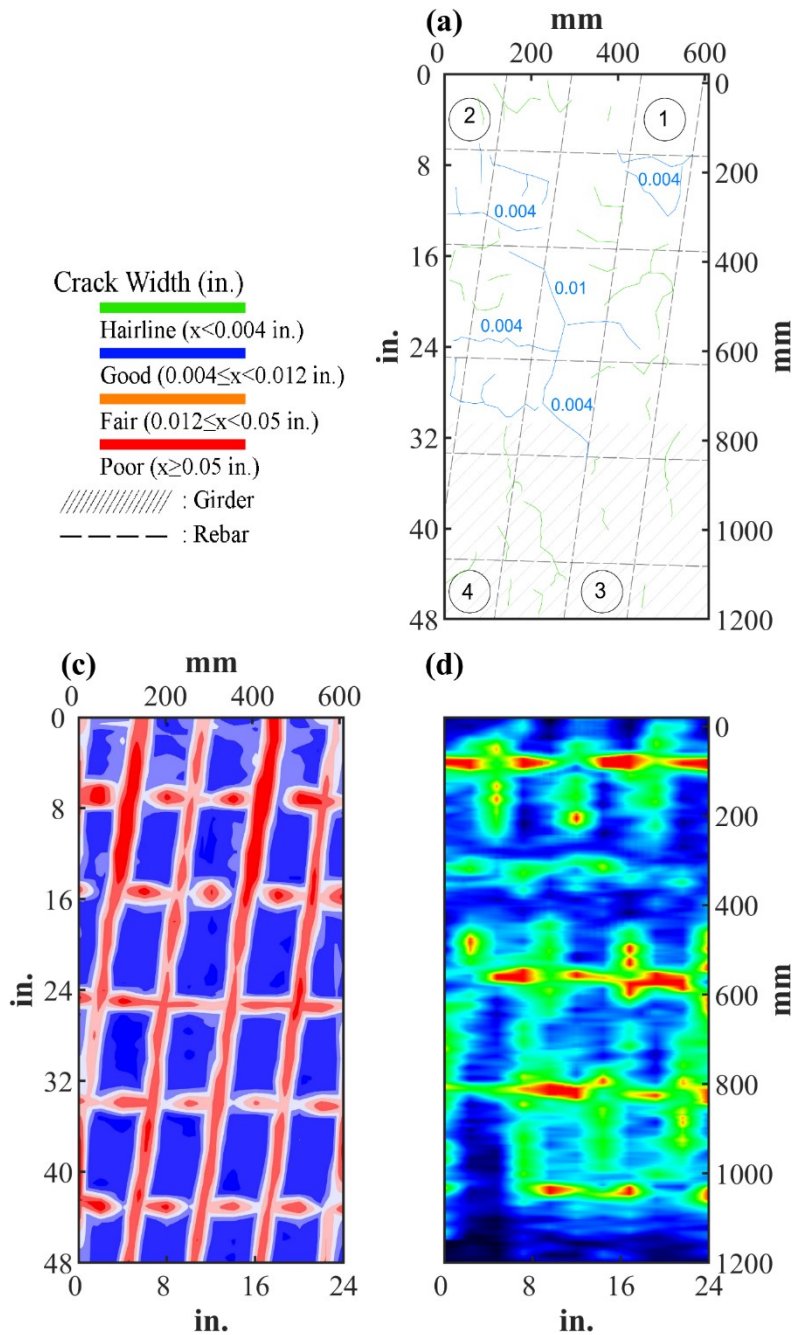 (a)
mm
0 200 400 600
0
8
16
24
32
40
48
in.
0
200
400
600
800
1000
1200
mm
2
1
0.004
0.004
0.01
0.004
0.004
4
3
Crack Width (in.)
Hairline (x<0.004 in.)
Good (0.004≤x<0.012 in.)
Fair (0.012≤x<0.05 in.)
Poor (x≥0.05 in.)
: Girder
: Rebar
(c)
mm
0 200 400 600
0
8
16
24
32
40
48
in.
0 8 16 24
in.
(d)
0
200
400
600
800
1000
1200
mm
0 8 16 24
in.